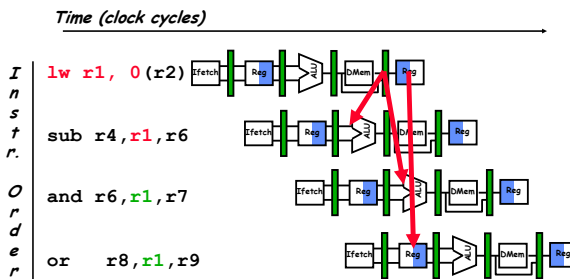 Time (clock cycles)
Instr. Order
lw r1, 0(r2)
Ifetch Reg ALU DMem Reg
sub r4,r1,r6
Ifetch Reg ALU DMem Reg
and r6,r1,r7
Ifetch Reg ALU DMem Reg
or r8,r1,r9
Ifetch Reg ALU DMem Reg